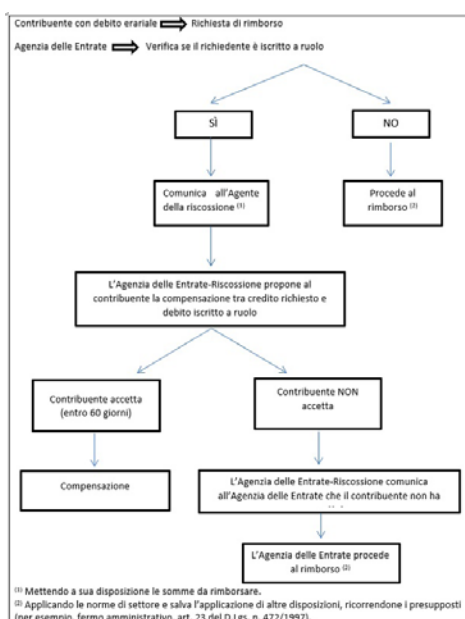 Contribuente con debito erariale Richiesta di rimborso
Agenzia delle Entrate Verifica se il richiedente è iscritto a ruolo
SÌ
NO
Comunica all'Agente
della riscossione (1)
Procede al
rimborso (2)
L'Agenzia delle Entrate-Riscossione propone al
contribuente la compensazione tra credito richiesto e
debito iscritto a ruolo
Contribuente accetta
(entro 60 giorni)
Contribuente NON
accetta
Compensazione
L'Agenzia delle Entrate-Riscossione comunica
all'Agenzia delle Entrate che il contribuente non ha
L'Agenzia delle Entrate procede
al rimborso (2)
(1) Mettendo a sua disposizione le somme da rimborsare.
(2) Applicando le norme di settore e salva l'applicazione di altre disposizioni, ricorrendone i presupposti
(per esempio, fermo amministrativo, art. 23 del D.Lgs. n. 472/1997).